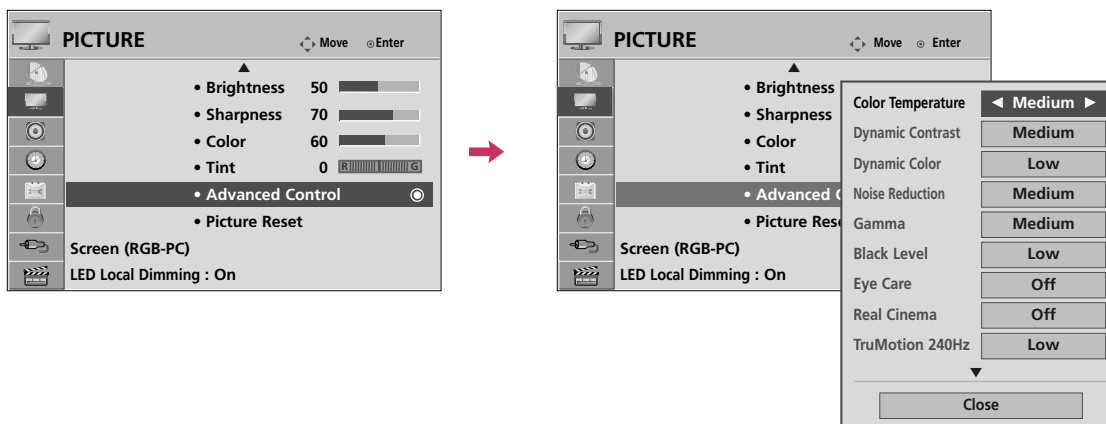 PICTURE
Move
Enter
• Brightness 50
• Sharpness 70
• Color 60
• Tint 0 R G
• Advanced Control
• Picture Reset
Screen (RGB-PC)
LED Local Dimming : On
PICTURE
Move
Enter
• Brightness
• Sharpness
• Color
• Tint
• Advanced C
• Picture Rese
Screen (RGB-PC)
LED Local Dimming : On
Color Temperature ◀ Medium ▶
Dynamic Contrast Medium
Dynamic Color Low
Noise Reduction Medium
Gamma Medium
Black Level Low
Eye Care Off
Real Cinema Off
TruMotion 240Hz Low
Close